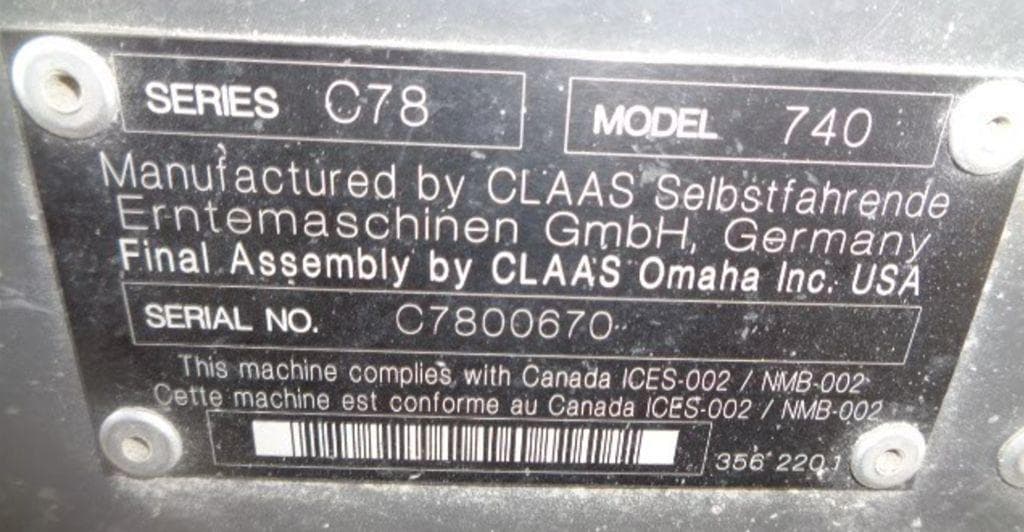 SERIES C78 MODEL 740
Manufactured by CLAAS Selbstfahrende
Erntemaschinen GmbH, Germany
Final Assembly by CLAAS Omaha Inc. USA
SERIAL NO. C7800670
This machine complies with Canada ICES-002 / NMB-002
Cette machine est conforme au Canada ICES-002 / NMB-002
356 220.1